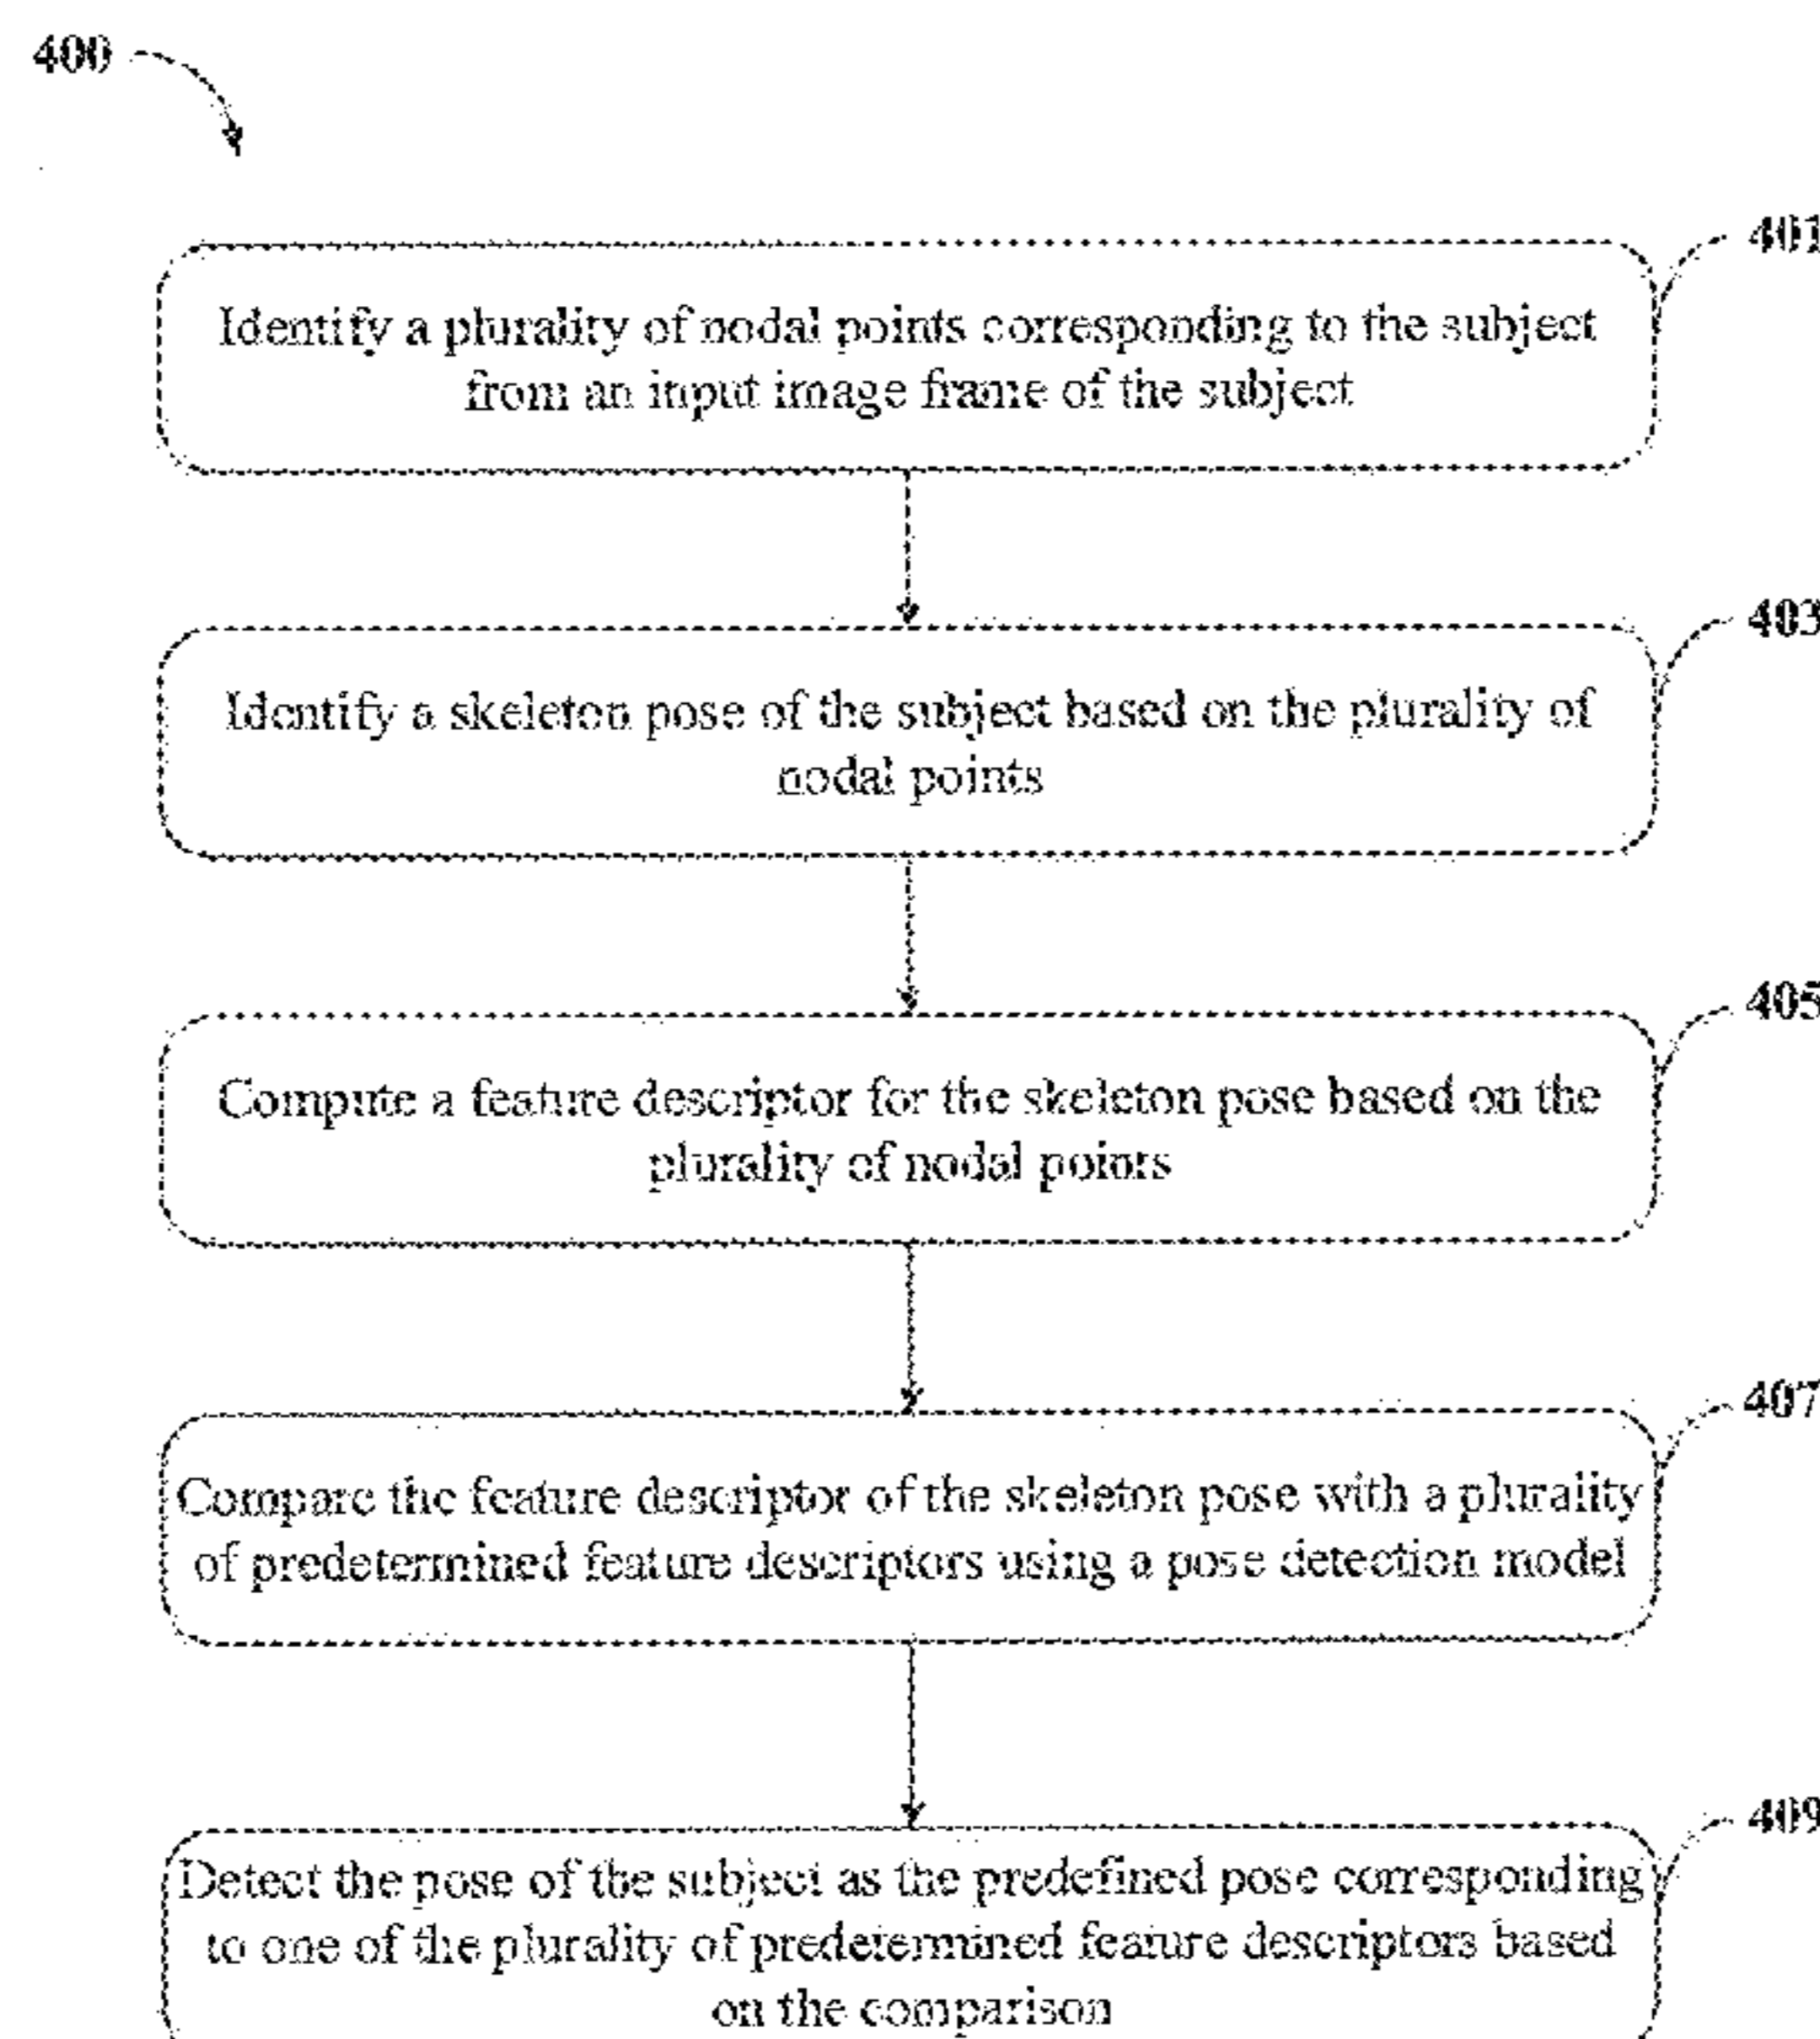 400
401
Identify a plurality of nodal points corresponding to the subject
from an input image frame of the subject
403
Identify a skeleton pose of the subject based on the plurality of
nodal points
405
Compute a feature descriptor for the skeleton pose based on the
plurality of nodal points
407
Compare the feature descriptor of the skeleton pose with a plurality
of predetermined feature descriptors using a pose detection model
409
Detect the pose of the subject as the predefined pose corresponding
to one of the plurality of predetermined feature descriptors based
on the comparison